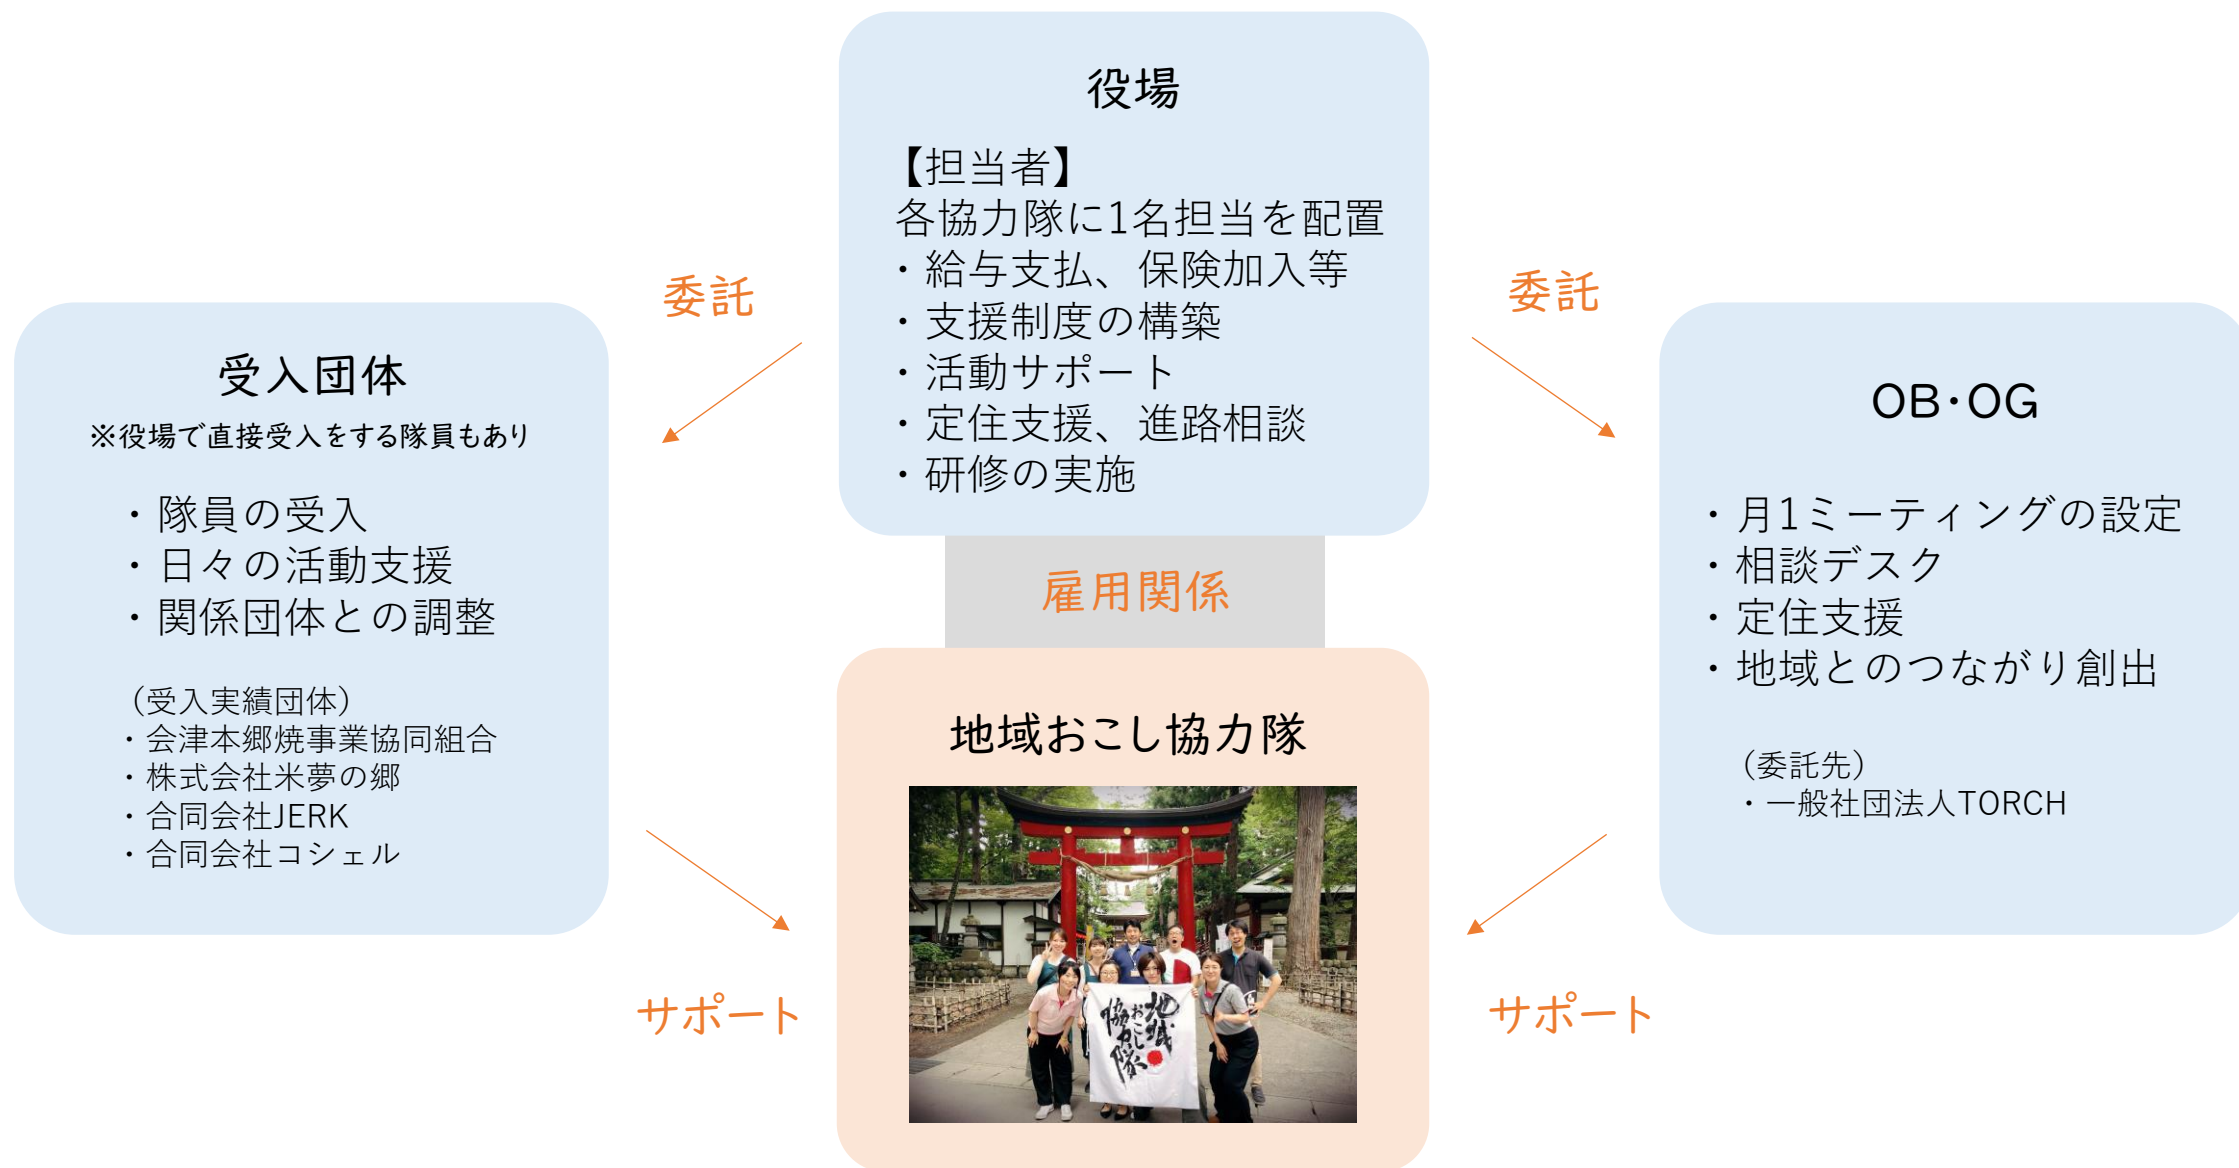 役場
【担当者】
各協力隊に1名担当を配置
・給与支払、保険加入等
・支援制度の構築
・活動サポート
・定住支援、進路相談
・研修の実施
委託
委託
受入団体
※役場で直接受入をする隊員もあり
・隊員の受入
・日々の活動支援
・関係団体との調整
（受入実績団体）
・会津本郷焼事業協同組合
・株式会社米夢の郷
・合同会社JERK
・合同会社コシェル
OB・OG
・月1ミーティングの設定
・相談デスク
・定住支援
・地域とのつながり創出
（委託先）
・一般社団法人TORCH
雇用関係
地域おこし協力隊
地域
おこし
協力隊
サポート
サポート